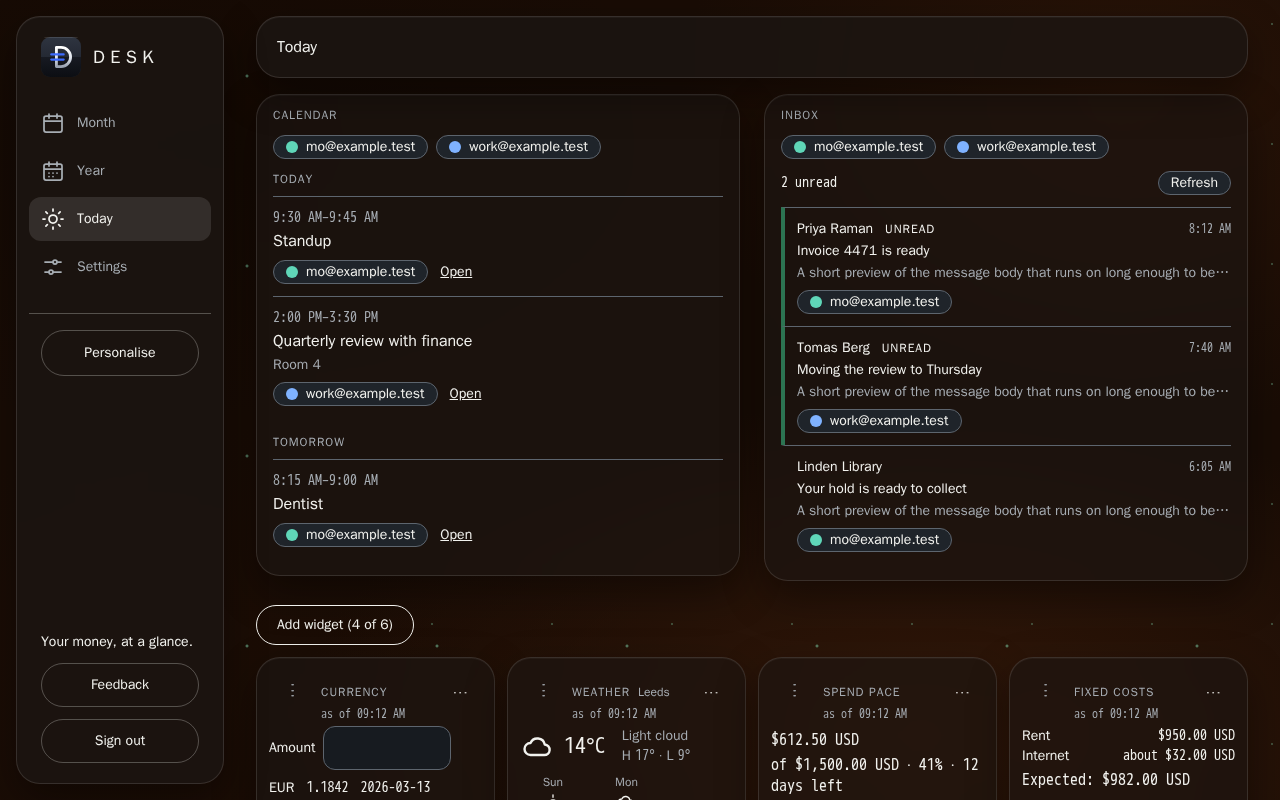 DESK
Month
Year
Today
Settings
Personalise
Your money, at a glance.
Feedback
Sign out
Today
CALENDAR
mo@example.test work@example.test
TODAY
9:30 AM–9:45 AM
Standup
mo@example.test Open
2:00 PM–3:30 PM
Quarterly review with finance
Room 4
work@example.test Open
TOMORROW
8:15 AM–9:00 AM
Dentist
mo@example.test Open
INBOX
mo@example.test work@example.test
2 unread Refresh
Priya Raman UNREAD 8:12 AM
Invoice 4471 is ready
A short preview of the message body that runs on long enough to be…
mo@example.test
Tomas Berg UNREAD 7:40 AM
Moving the review to Thursday
A short preview of the message body that runs on long enough to be…
work@example.test
Linden Library 6:05 AM
Your hold is ready to collect
A short preview of the message body that runs on long enough to be…
mo@example.test
Add widget (4 of 6)
CURRENCY
as of 09:12 AM
Amount
EUR 1.1842 2026-03-13
WEATHER Leeds
as of 09:12 AM
14°C Light cloud
H 17° · L 9°
Sun Mon
SPEND PACE
as of 09:12 AM
$612.50 USD
of $1,500.00 USD · 41% · 12
days left
FIXED COSTS
as of 09:12 AM
Rent $950.00 USD
Internet about $32.00 USD
Expected: $982.00 USD